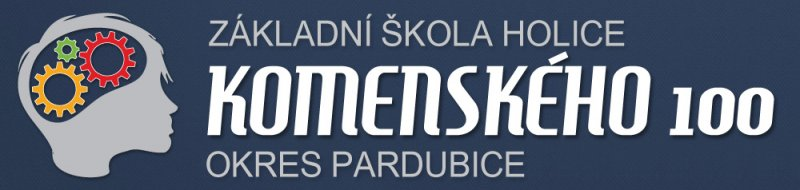 ZÁKLADNÍ ŠKOLA HOLICE
KOMENSKÉHO 100
OKRES PARDUBICE